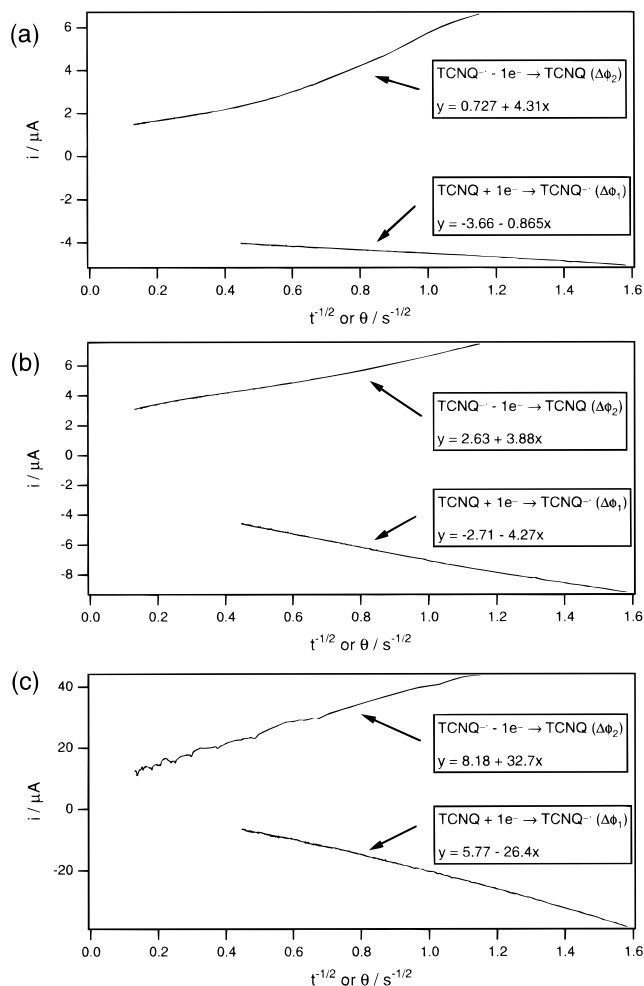 (a)
6
4
2
0
-2
-4
i / μA
TCNQ⁻· - 1e⁻ → TCNQ (Δϕ₂)
y = 0.727 + 4.31x
TCNQ + 1e⁻ → TCNQ⁻· (Δϕ₁)
y = -3.66 - 0.865x
0.0 0.2 0.4 0.6 0.8 1.0 1.2 1.4 1.6
t⁻¹/² or θ / s⁻¹/²
(b)
6
4
2
0
-2
-4
-6
-8
i / μA
TCNQ⁻· - 1e⁻ → TCNQ (Δϕ₂)
y = 2.63 + 3.88x
TCNQ + 1e⁻ → TCNQ⁻· (Δϕ₁)
y = -2.71 - 4.27x
0.0 0.2 0.4 0.6 0.8 1.0 1.2 1.4 1.6
t⁻¹/² or θ / s⁻¹/²
(c)
40
20
0
-20
i / μA
TCNQ⁻· - 1e⁻ → TCNQ (Δϕ₂)
y = 8.18 + 32.7x
TCNQ + 1e⁻ → TCNQ⁻· (Δϕ₁)
y = 5.77 - 26.4x
0.0 0.2 0.4 0.6 0.8 1.0 1.2 1.4 1.6
t⁻¹/² or θ / s⁻¹/²